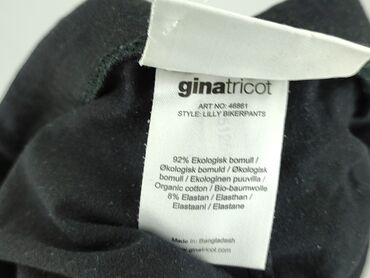 ginatricot
ART NO: 46861
STYLE: LILLY BIKERPANTS
92% Ekologisk bomull /
Økologisk bomuld / Økologisk
bomull / Ekologinen puuvilla /
Organic cotton / Bio-baumwolle
8% Elastan / Elasthan /
Elastaani / Elastane
Made in: Bangladesh